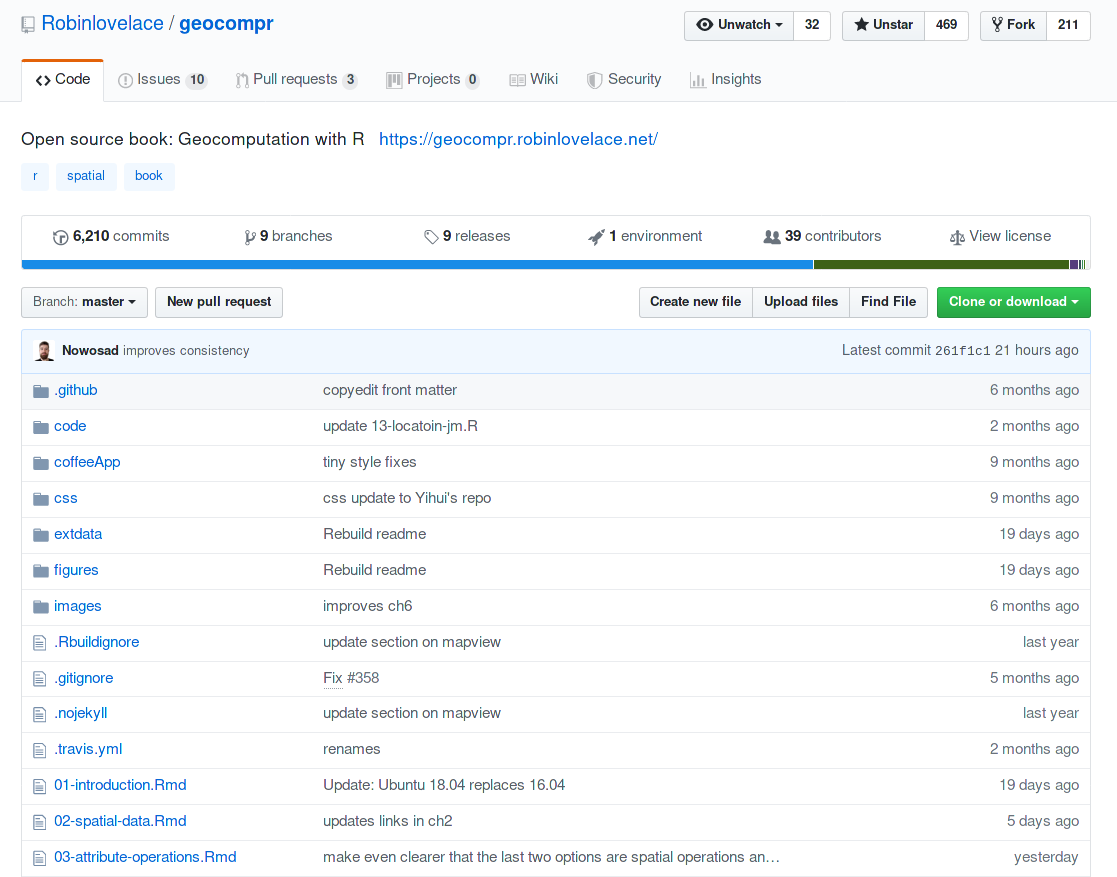 Robinlovelace / geocompr Unwatch 32 Unstar 469 Fork 211
Code Issues 10 Pull requests 3 Projects 0 Wiki Security Insights
Open source book: Geocomputation with R https://geocompr.robinlovelace.net/
r spatial book
6,210 commits 9 branches 9 releases 1 environment 39 contributors View license
Branch: master New pull request Create new file Upload files Find File Clone or download
Nowosad improves consistency Latest commit 261f1c1 21 hours ago
.github copyedit front matter 6 months ago
code update 13-locatoin-jm.R 2 months ago
coffeeApp tiny style fixes 9 months ago
css css update to Yihui's repo 9 months ago
extdata Rebuild readme 19 days ago
figures Rebuild readme 19 days ago
images improves ch6 6 months ago
.Rbuildignore update section on mapview last year
.gitignore Fix #358 5 months ago
.nojekyll update section on mapview last year
.travis.yml renames 2 months ago
01-introduction.Rmd Update: Ubuntu 18.04 replaces 16.04 19 days ago
02-spatial-data.Rmd updates links in ch2 5 days ago
03-attribute-operations.Rmd make even clearer that the last two options are spatial operations an… yesterday